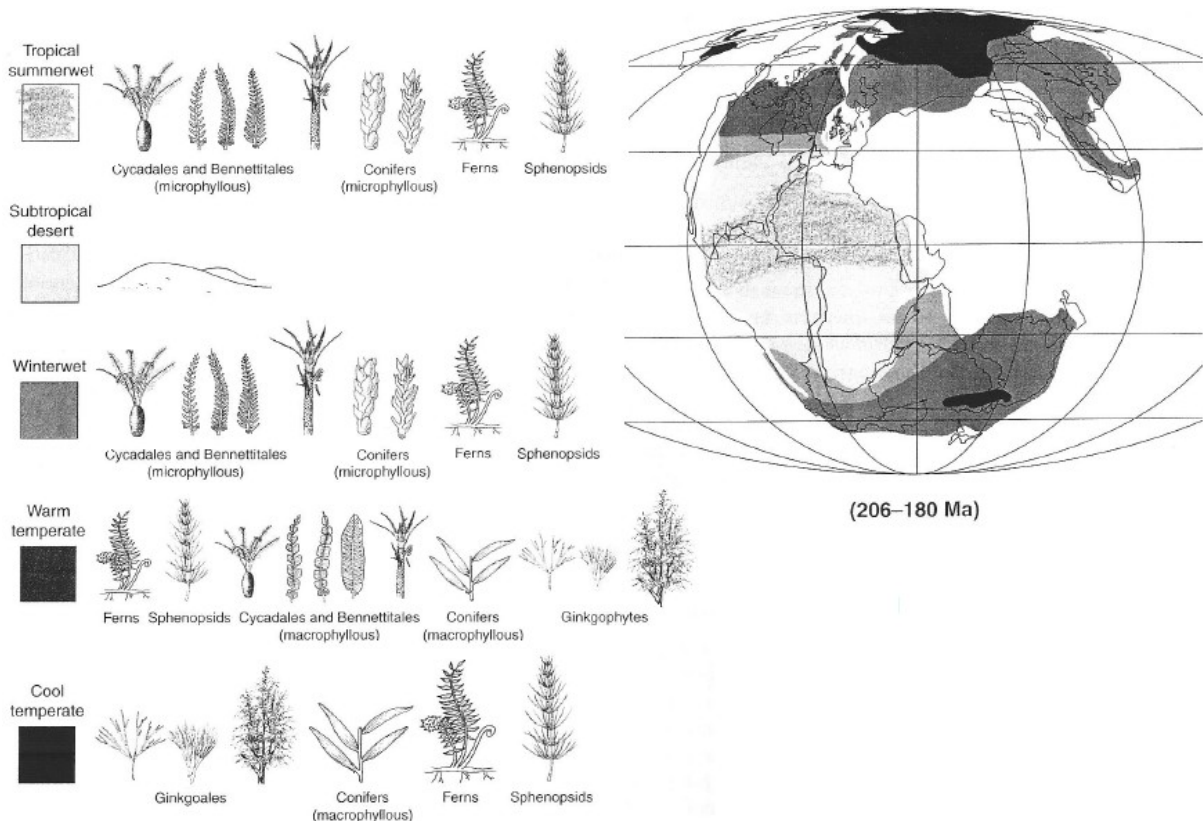 Tropical
summerwet
Cycadales and Bennettitales
(microphyllous)
Conifers
(microphyllous)
Ferns
Sphenopsids
Subtropical
desert
Winterwet
Cycadales and Bennettitales
(microphyllous)
Conifers
(microphyllous)
Ferns
Sphenopsids
Warm
temperate
Ferns
Sphenopsids
Cycadales and Bennettitales
(macrophyllous)
Conifers
(macrophyllous)
Ginkgophytes
Cool
temperate
Ginkgoales
Conifers
(macrophyllous)
Ferns
Sphenopsids
(206–180 Ma)